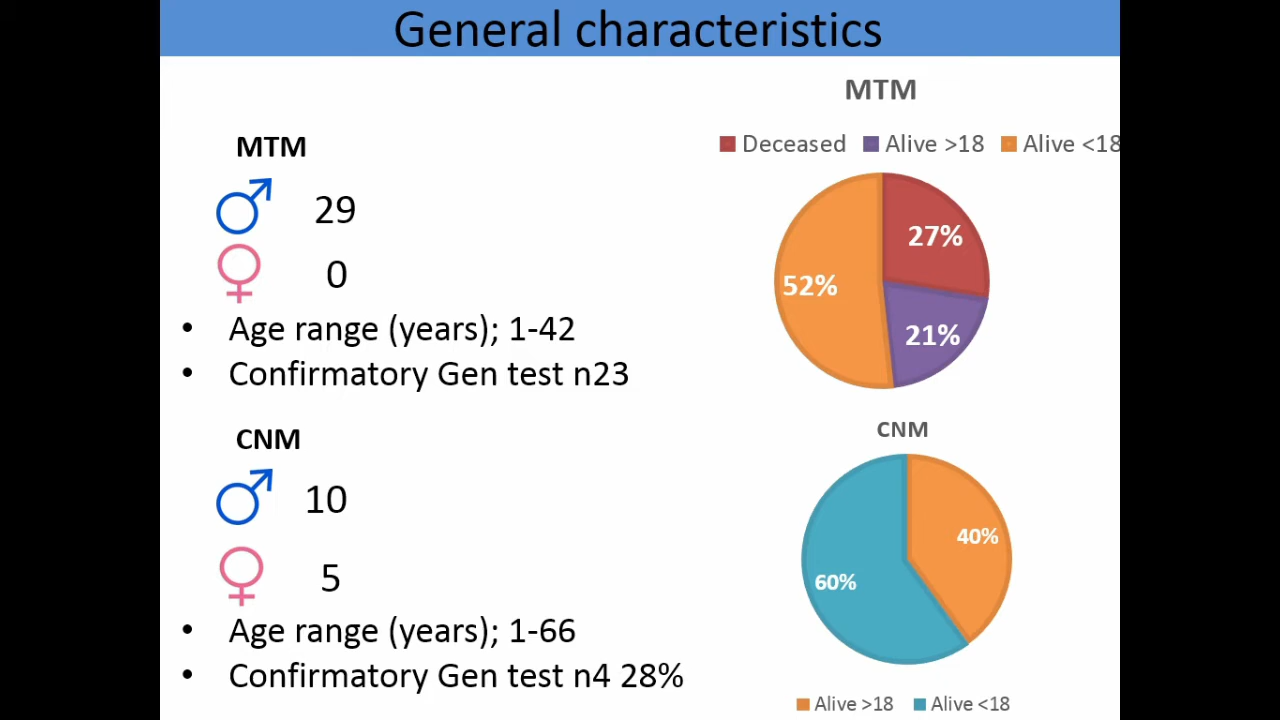 General characteristics
MTM
29
0
• Age range (years); 1-42
• Confirmatory Gen test n23
CNM
10
5
• Age range (years); 1-66
• Confirmatory Gen test n4 28%
MTM
Deceased Alive >18 Alive <18
27%
52%
21%
CNM
40%
60%
Alive >18 Alive <18